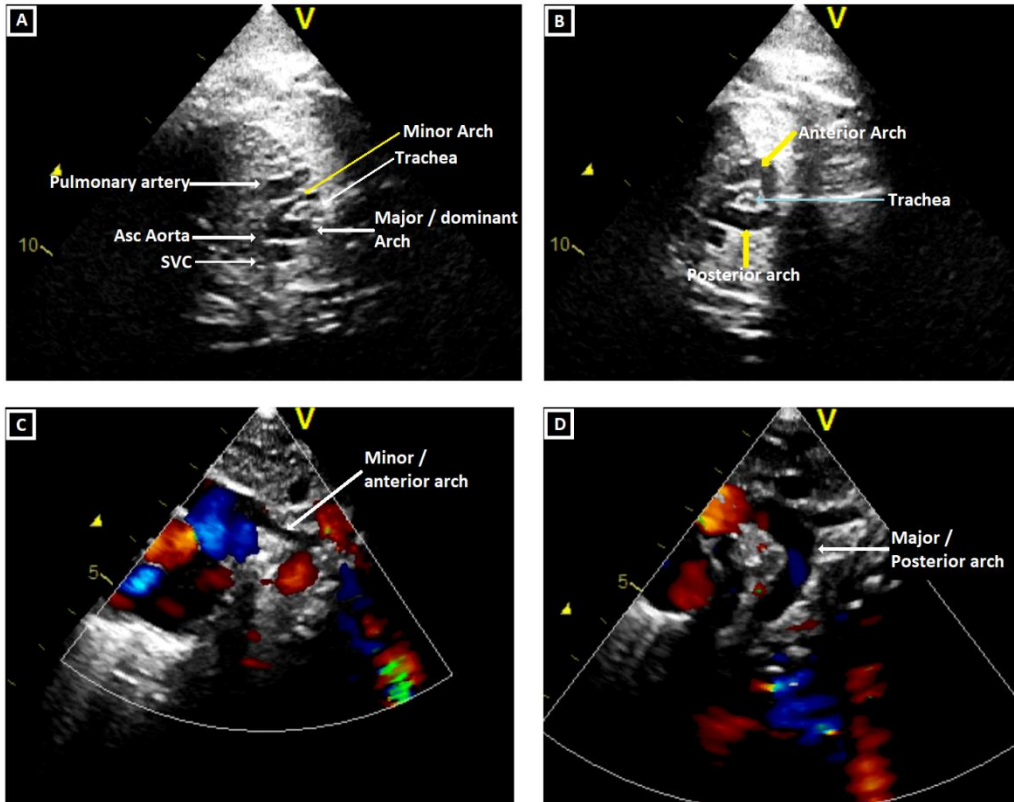 A
V
Minor Arch
Trachea
Pulmonary artery
Major / dominant
Arch
Asc Aorta
SVC
10
B
V
Anterior Arch
Trachea
10
Posterior arch
C
V
Minor /
anterior arch
5
D
V
Major /
Posterior arch
5